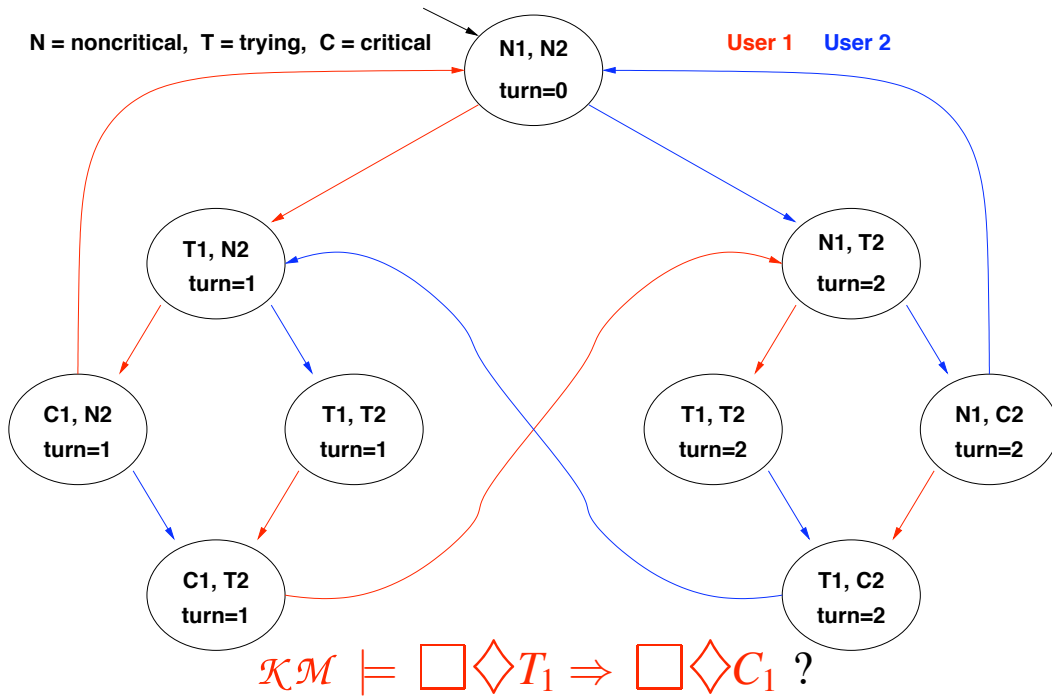 N = noncritical, T = trying, C = critical
User 1 User 2
N1, N2
turn=0
T1, N2
turn=1
N1, T2
turn=2
C1, N2
turn=1
T1, T2
turn=1
T1, T2
turn=2
N1, C2
turn=2
C1, T2
turn=1
T1, C2
turn=2
𝒦ℳ ⊨ □◇T₁ ⇒ □◇C₁ ?